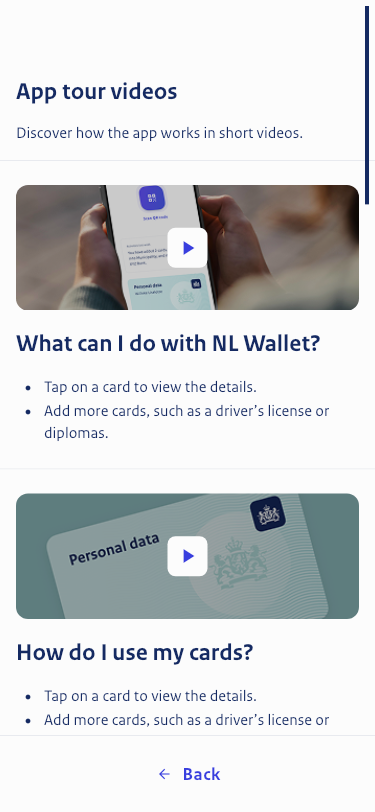 App tour videos
Discover how the app works in short videos.
Scan QR code
Personal data
What can I do with NL Wallet?
• Tap on a card to view the details.
• Add more cards, such as a driver's license or
diplomas.
Personal data
How do I use my cards?
• Tap on a card to view the details.
• Add more cards, such as a driver's license or
← Back